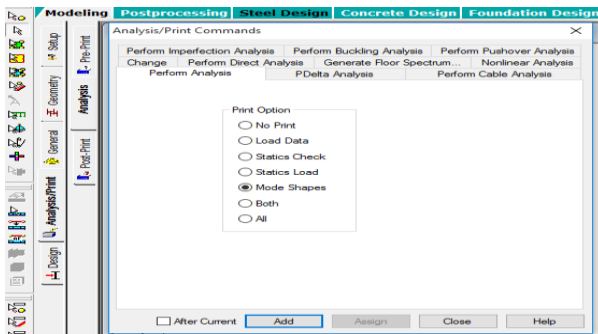 Modeling Postprocessing Steel Design Concrete Design Foundation Design
Analysis/Print Commands
Perform Imperfection Analysis Perform Buckling Analysis Perform Pushover Analysis
Change Perform Direct Analysis Generate Floor Spectrum... Nonlinear Analysis
Perform Analysis PDelta Analysis Perform Cable Analysis
Print Option
No Print
Load Data
Statics Check
Statics Load
Mode Shapes
Both
All
After Current Add Assign Close Help
Setup
Geometry
General
Analysis/Print
Design
Pre-Print
Analysis
Post-Print